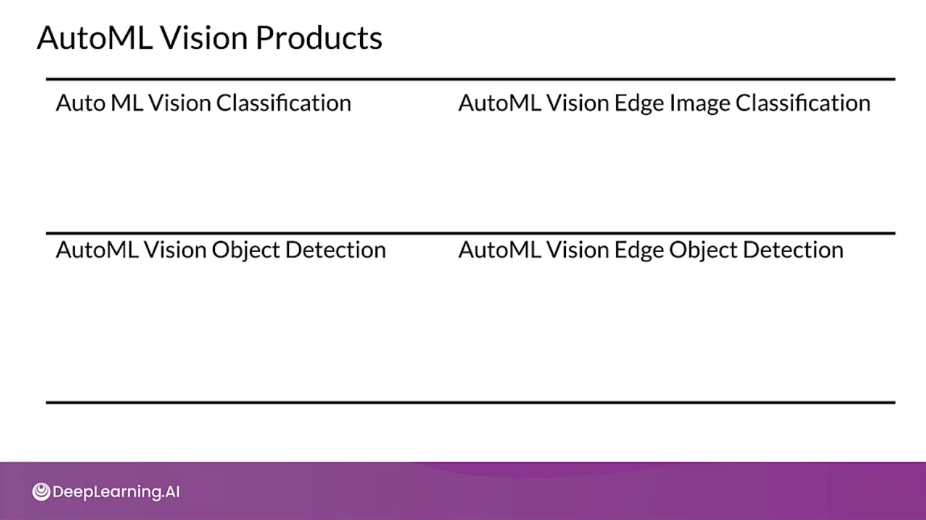 AutoML Vision Products
Auto ML Vision Classification
AutoML Vision Edge Image Classification
AutoML Vision Object Detection
AutoML Vision Edge Object Detection
DeepLearning.AI